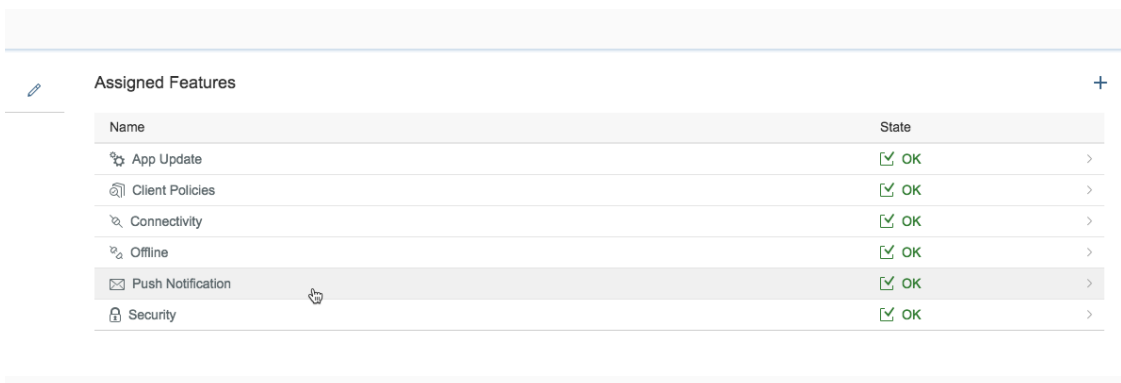 Assigned Features
Name State
App Update OK
Client Policies OK
Connectivity OK
Offline OK
Push Notification OK
Security OK